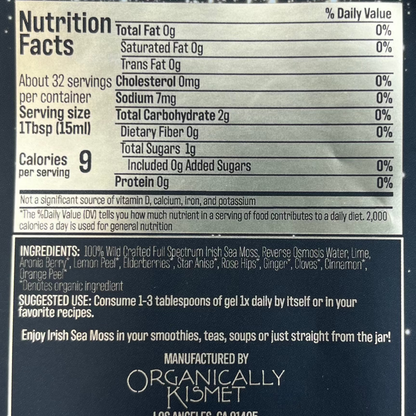 Nutrition Facts
About 32 servings per container
Serving size
1Tbsp (15ml)
Calories per serving 9
% Daily Value
Total Fat 0g 0%
Saturated Fat 0g 0%
Trans Fat 0g
Cholesterol 0mg 0%
Sodium 7mg 0%
Total Carbohydrate 2g 0%
Dietary Fiber 0g 0%
Total Sugars 1g
Included 0g Added Sugars 0%
Protein 0g 0%
Not a significant source of vitamin D, calcium, iron, and potassium
*The %Daily Value (DV) tells you how much nutrient in a serving of food contributes to a daily diet. 2,000
calories a day is used for general nutrition
INGREDIENTS: 100% Wild Crafted Full Spectrum Irish Sea Moss, Reverse Osmosis Water, Lime,
Aronia Berry*, Lemon Peel*, Elderberries*, Star Anise*, Rose Hips*, Ginger*, Cloves*, Cinnamon*,
Orange Peel*
*Denotes organic ingredient
SUGGESTED USE: Consume 1-3 tablespoons of gel 1x daily by itself or in your
favorite recipes.
Enjoy Irish Sea Moss in your smoothies, teas, soups or just straight from the jar!
MANUFACTURED BY
ORGANICALLY
KISMET
LOS ANGELES, CA 91405